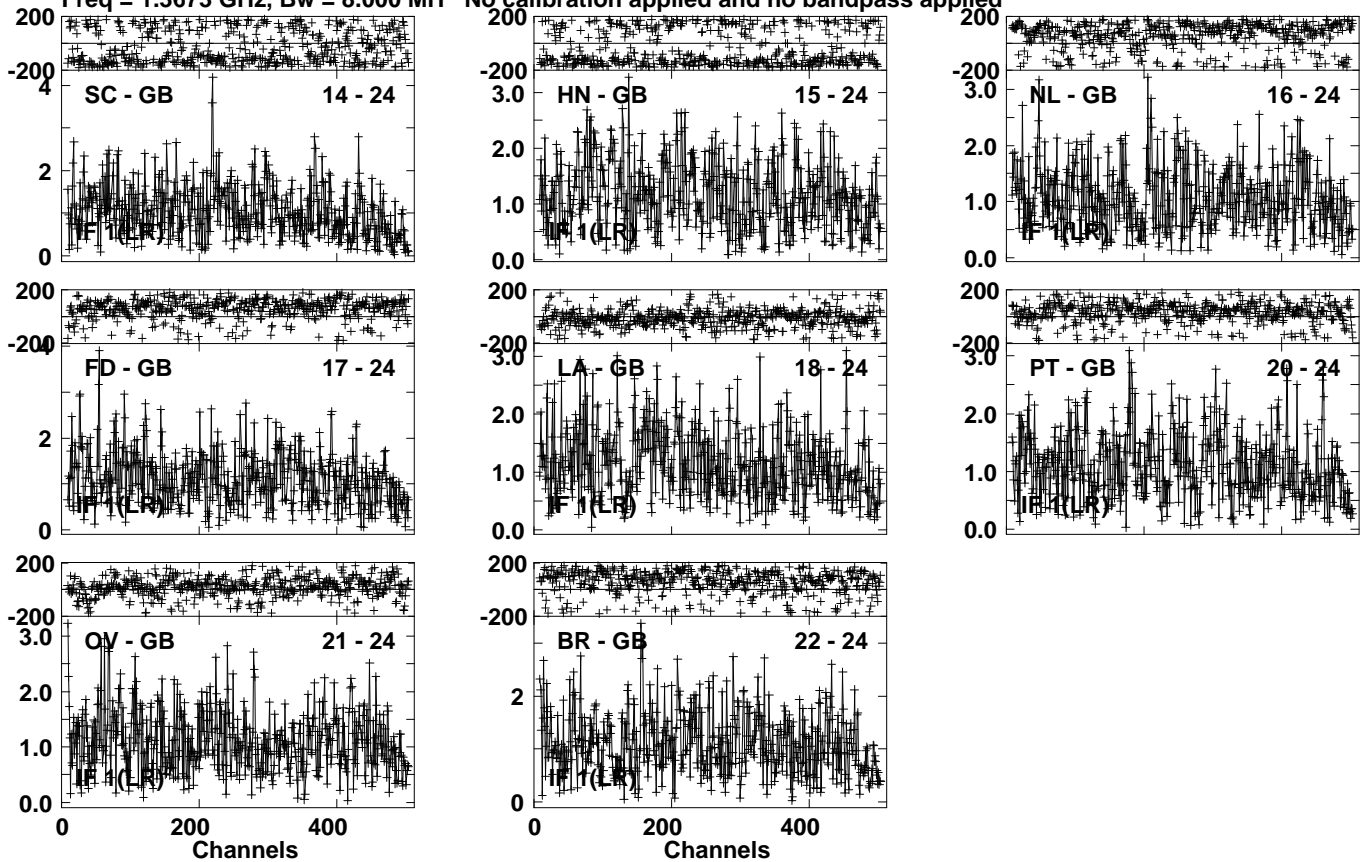 Freq = 1.3673 GHz, Bw = 8.000 MH No calibration applied and no bandpass applied
200 200 200
-200 -200 -200
4 SC - GB 14 - 24 3.0 HN - GB 15 - 24 3.0 NL - GB 16 - 24
2 2.0 2.0
1.0 1.0
IF 1(LR) IF 1(LR) IF 1(LR)
0 0.0 0.0
200 200 200
-200 -200 -200
4 FD - GB 17 - 24 3.0 LA - GB 18 - 24 3.0 PT - GB 20 - 24
2 2.0 2.0
1.0 1.0
IF 1(LR) IF 1(LR) IF 1(LR)
0 0.0 0.0
200 200
-200 -200
3.0 OV - GB 21 - 24 BR - GB 22 - 24
2.0 2
1.0
IF 1(LR) IF 1(LR)
0.0 0
0 200 400 0 200 400
Channels Channels